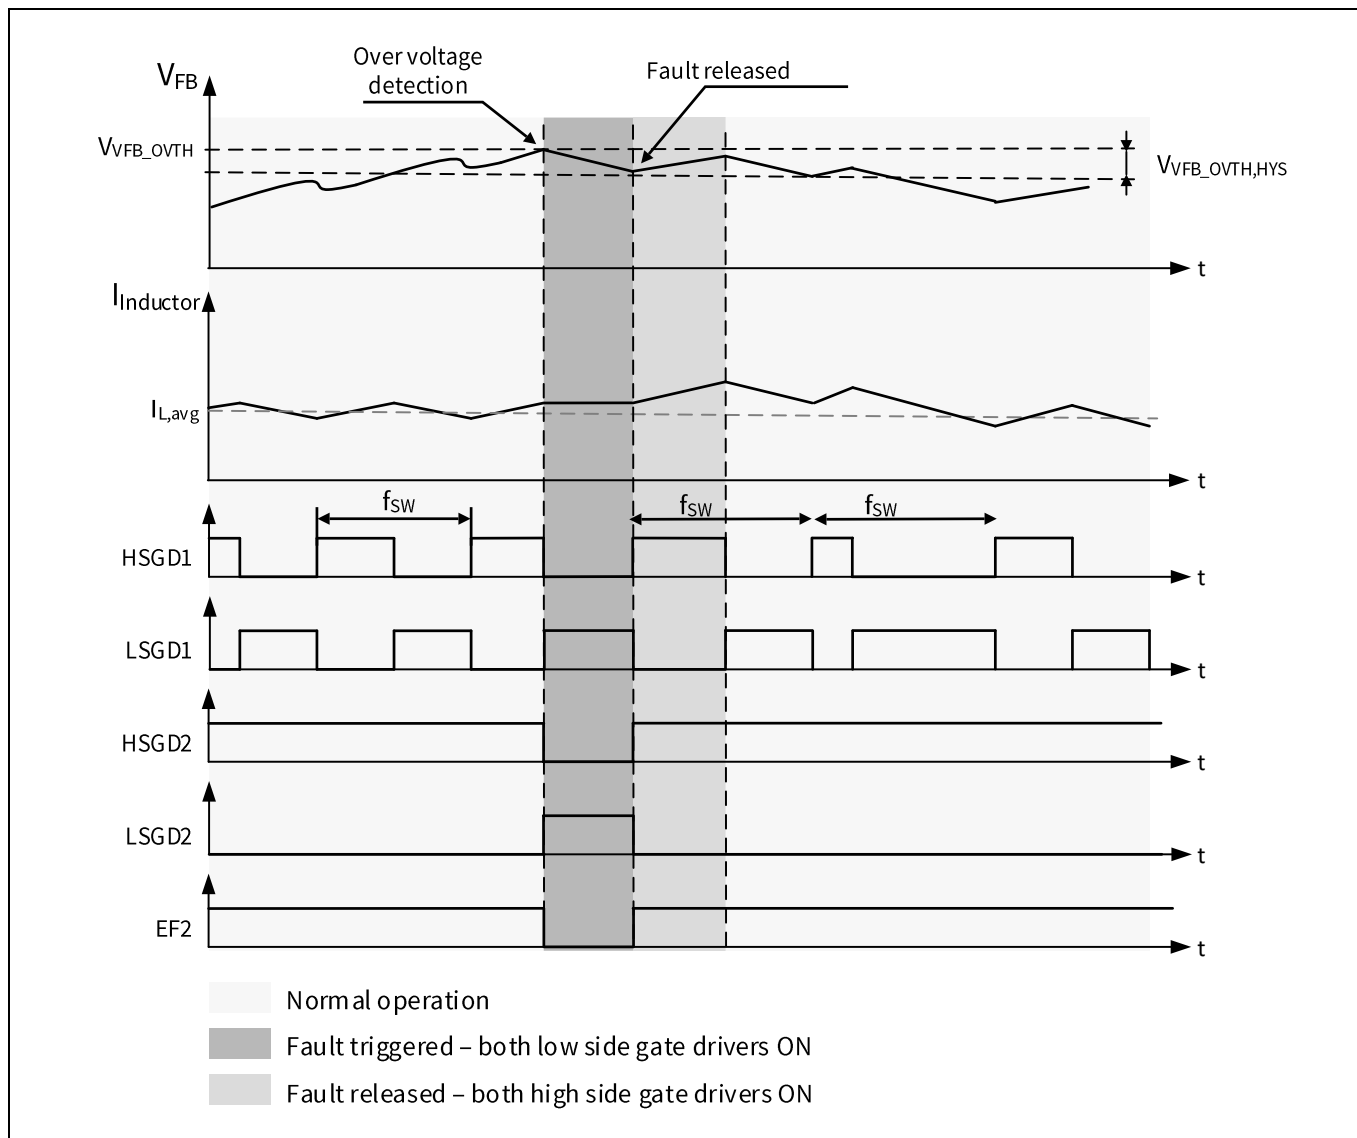 Over voltage
detection
Fault released
VFB
VVFB_OVTH
VVFB_OVTH,HYS
t
IInductor
IL,avg
t
fSW
fSW
fSW
HSGD1
t
LSGD1
t
HSGD2
t
LSGD2
t
EF2
t
Normal operation
Fault triggered – both low side gate drivers ON
Fault released – both high side gate drivers ON